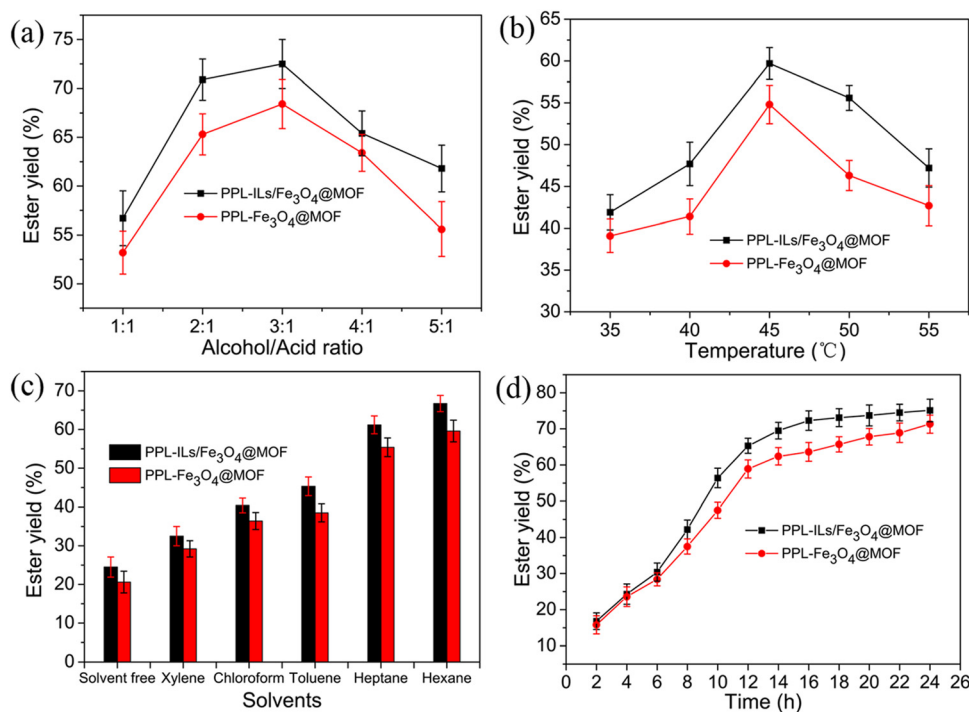 (a)
Ester yield (%)
75
70
65
60
55
50
PPL-ILs/Fe₃O₄@MOF
PPL-Fe₃O₄@MOF
1:1 2:1 3:1 4:1 5:1
Alcohol/Acid ratio
(b)
Ester yield (%)
65
60
55
50
45
40
35
30
PPL-ILs/Fe₃O₄@MOF
PPL-Fe₃O₄@MOF
35 40 45 50 55
Temperature (℃)
(c)
Ester yield (%)
70
60
50
40
30
20
10
0
PPL-ILs/Fe₃O₄@MOF
PPL-Fe₃O₄@MOF
Solvent free Xylene Chloroform Toluene Heptane Hexane
Solvents
(d)
Ester yield (%)
80
70
60
50
40
30
20
10
PPL-ILs/Fe₃O₄@MOF
PPL-Fe₃O₄@MOF
0 2 4 6 8 10 12 14 16 18 20 22 24 26
Time (h)